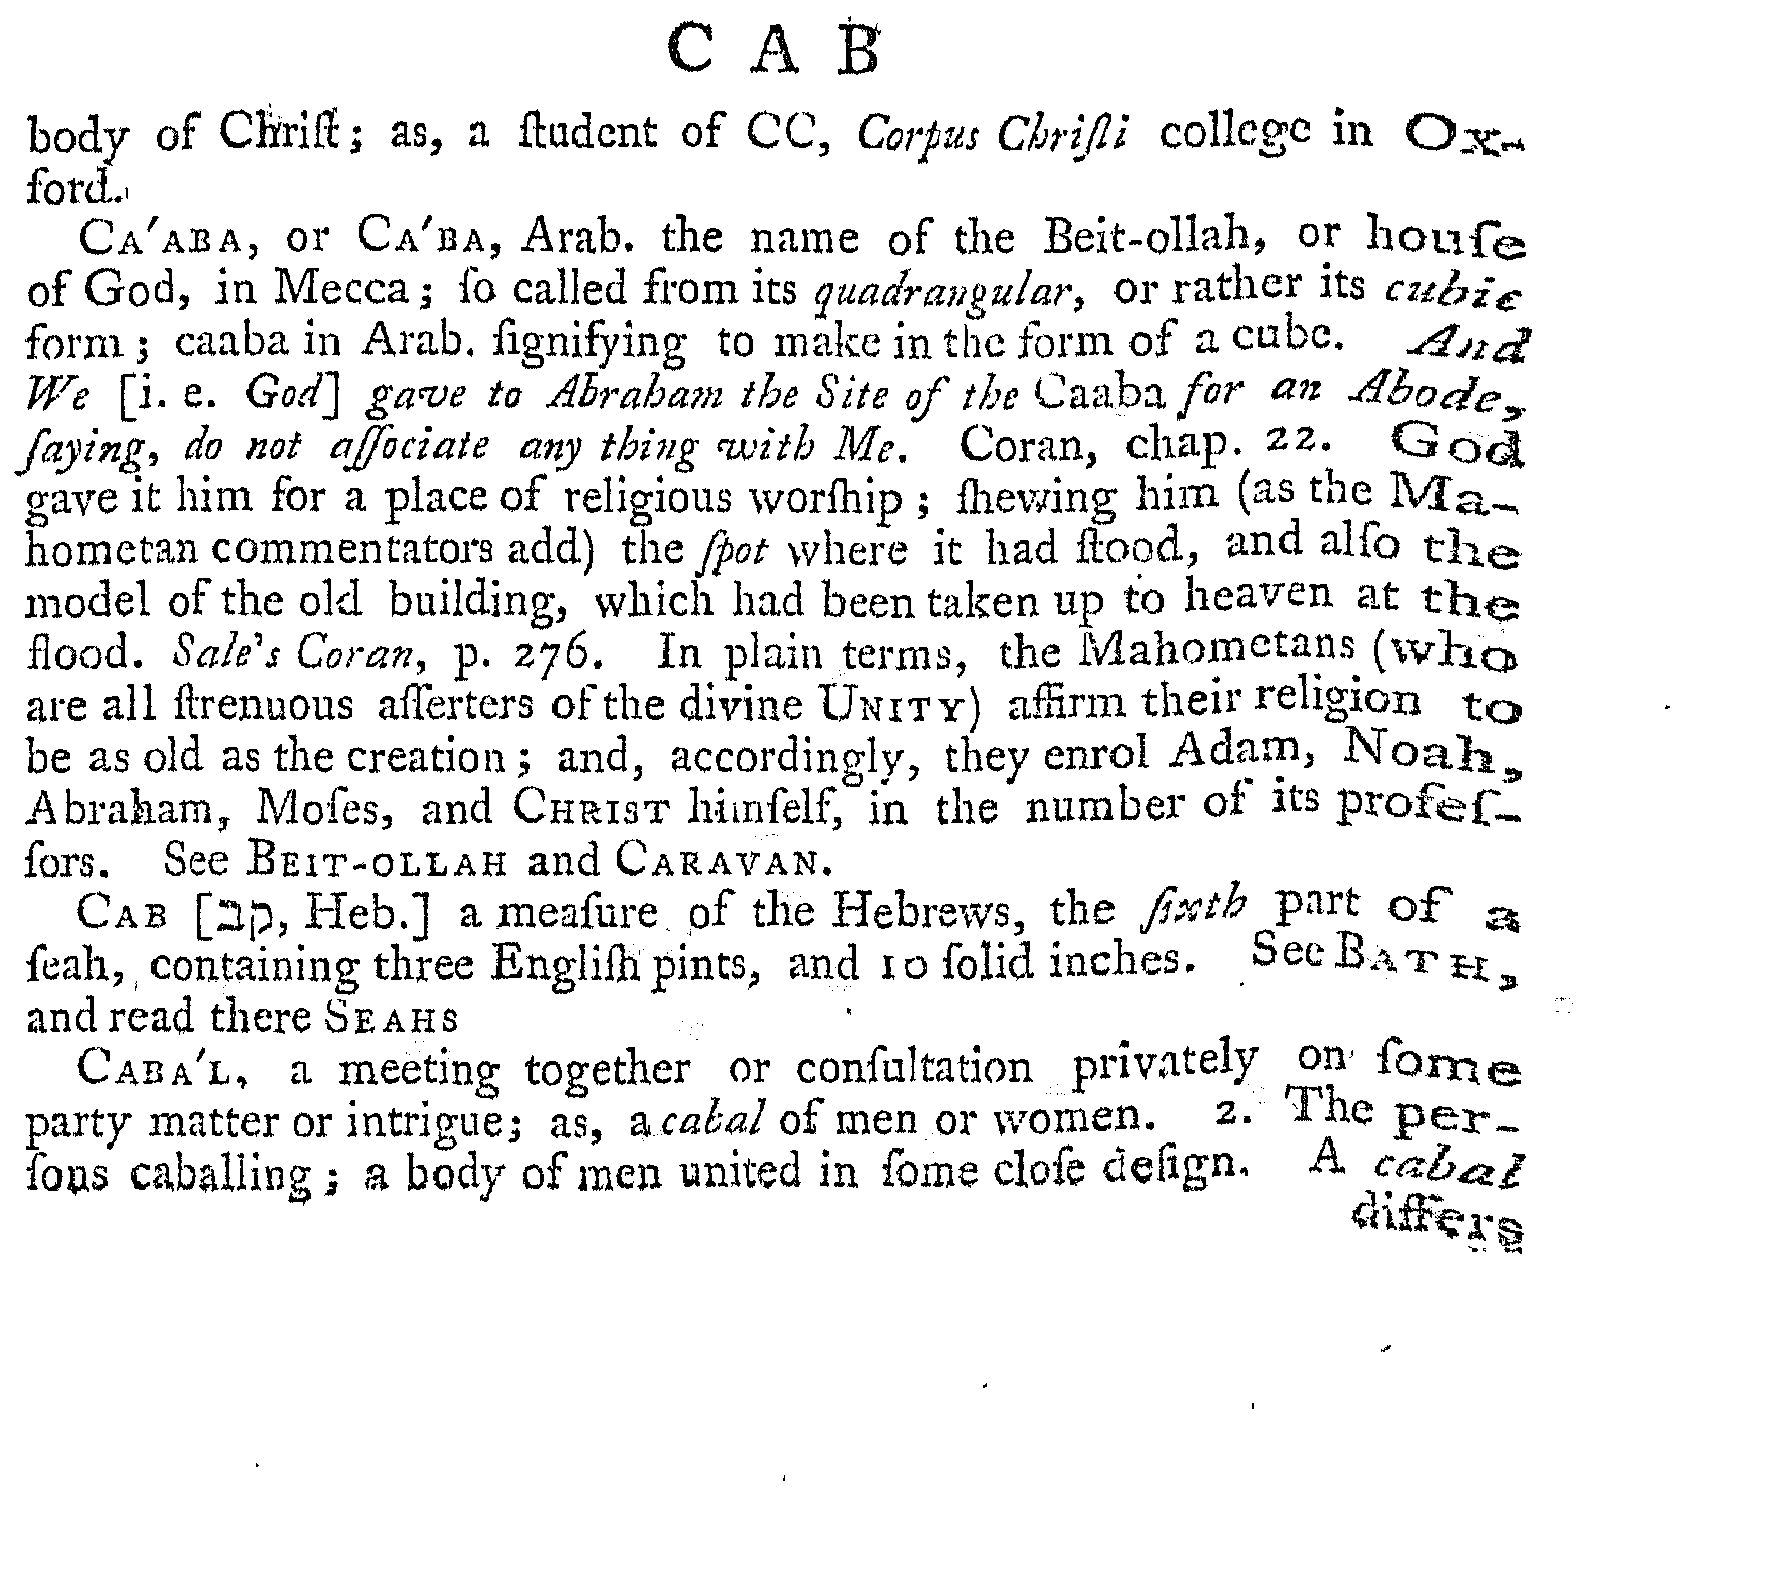 C A B
body of Chriſt; as, a ſtudent of CC, Corpus Chriſti college in Ox-
ford.
CA'ABA, or CA'BA, Arab. the name of the Beit-ollah, or houſe
of God, in Mecca; ſo called from its quadrangular, or rather its cubic
form; caaba in Arab. ſignifying to make in the form of a cube. And
We [i. e. God] gave to Abraham the Site of the Caaba for an Abode,
ſaying, do not aſſociate any thing with Me. Coran, chap. 22. God
gave it him for a place of religious worſhip; ſhewing him (as the Ma-
hometan commentators add) the ſpot where it had ſtood, and alſo the
model of the old building, which had been taken up to heaven at the
flood. Sale's Coran, p. 276. In plain terms, the Mahometans (who
are all ſtrenuous aſſerters of the divine UNITY) affirm their religion to
be as old as the creation; and, accordingly, they enrol Adam, Noah,
Abraham, Moſes, and CHRIST himſelf, in the number of its profeſ-
ſors. See BEIT-OLLAH and CARAVAN.
CAB [קב, Heb.] a meaſure of the Hebrews, the ſixth part of a
ſeah, containing three Engliſh pints, and 10 ſolid inches. See BATH,
and read there SEAHS
CABA'L, a meeting together or conſultation privately on ſome
party matter or intrigue; as, a cabal of men or women. 2. The per-
ſons caballing; a body of men united in ſome cloſe deſign. A cabal
differs